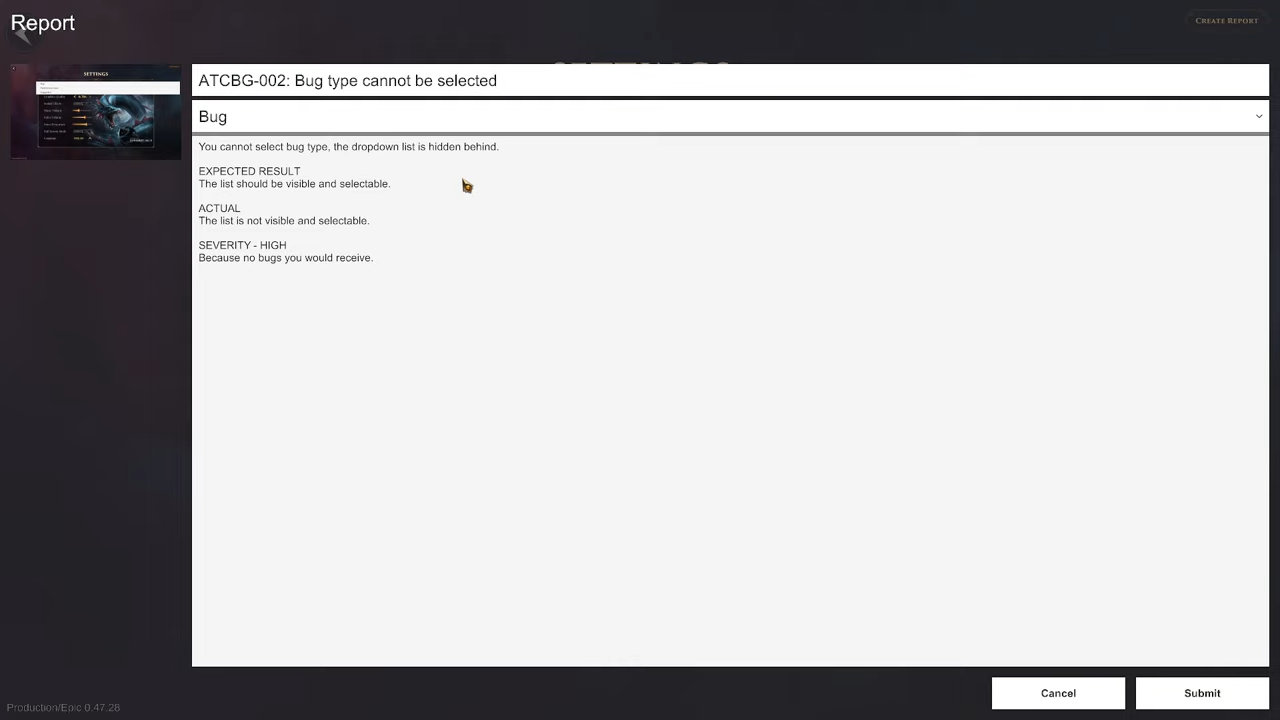 Report
CREATE REPORT
SETTINGS
ATCBG-002: Bug type cannot be selected
Bug
You cannot select bug type, the dropdown list is hidden behind.
EXPECTED RESULT
The list should be visible and selectable.
ACTUAL
The list is not visible and selectable.
SEVERITY - HIGH
Because no bugs you would receive.
Cancel
Submit
Production/Epic 0.47.28